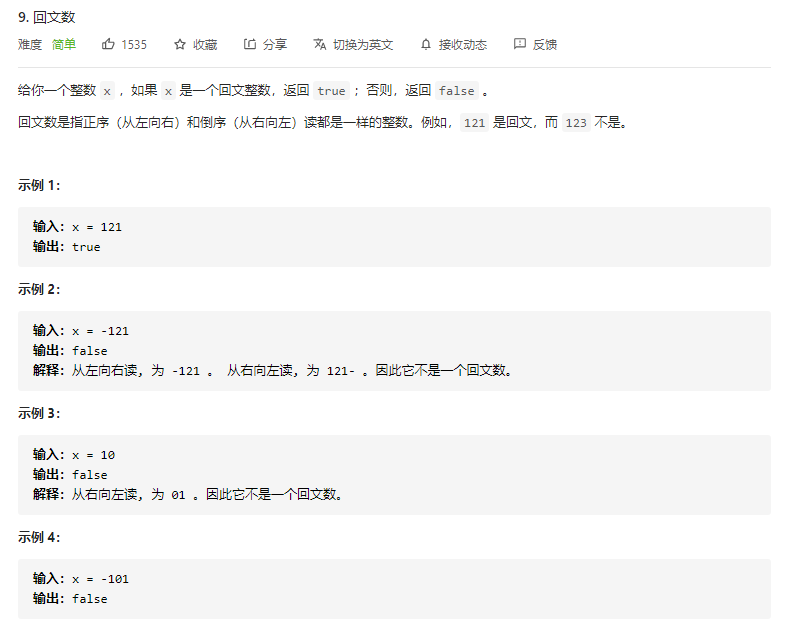 9. 回文数
难度 简单 1535 收藏 分享 切换为英文 接收动态 反馈
给你一个整数 x ，如果 x 是一个回文整数，返回 true ；否则，返回 false 。
回文数是指正序（从左向右）和倒序（从右向左）读都是一样的整数。例如，121 是回文，而 123 不是。
示例 1：
输入：x = 121
输出：true
示例 2：
输入：x = -121
输出：false
解释：从左向右读, 为 -121 。 从右向左读, 为 121- 。因此它不是一个回文数。
示例 3：
输入：x = 10
输出：false
解释：从右向左读, 为 01 。因此它不是一个回文数。
示例 4：
输入：x = -101
输出：false